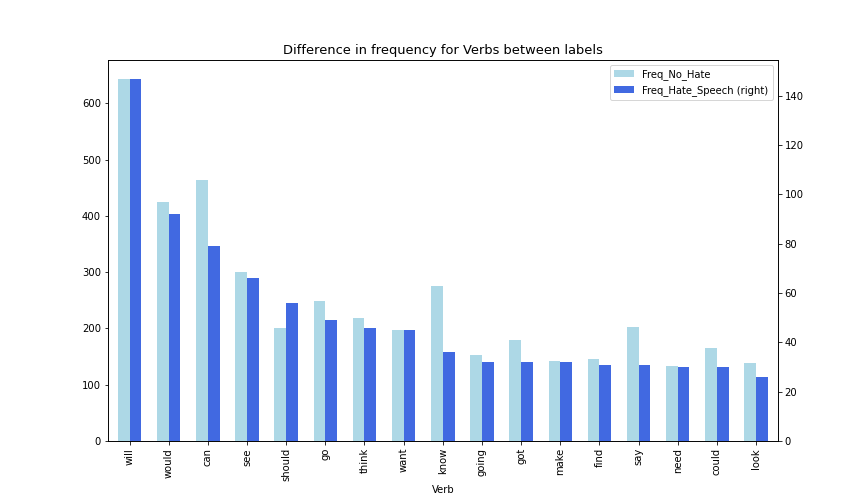 Difference in frequency for Verbs between labels
Freq_No_Hate
Freq_Hate_Speech (right)
600
500
400
300
200
100
0
140
120
100
80
60
40
20
0
will
would
can
see
should
go
think
want
know
going
got
make
find
say
need
could
look
Verb